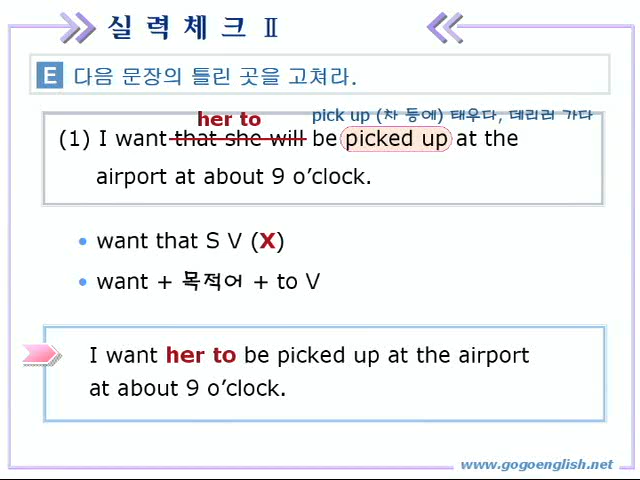 실 력 체 크 Ⅱ
E 다음 문장의 틀린 곳을 고쳐라.
her to pick up (차 등에) 태우다, 데리러 가다
(1) I want that she will be picked up at the
airport at about 9 o’clock.
• want that S V (X)
• want + 목적어 + to V
I want her to be picked up at the airport
at about 9 o’clock.
www.gogoenglish.net